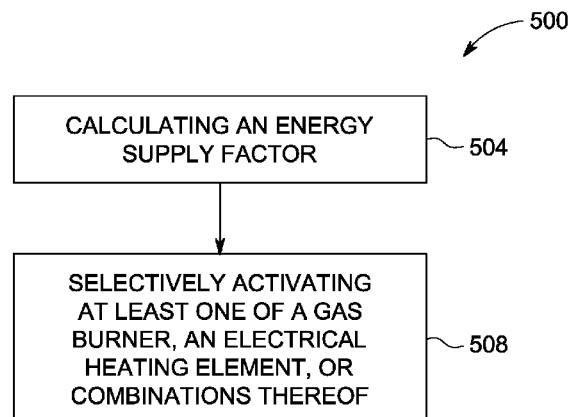 500
CALCULATING AN ENERGY
SUPPLY FACTOR
504
SELECTIVELY ACTIVATING
AT LEAST ONE OF A GAS
BURNER, AN ELECTRICAL
HEATING ELEMENT, OR
COMBINATIONS THEREOF
508